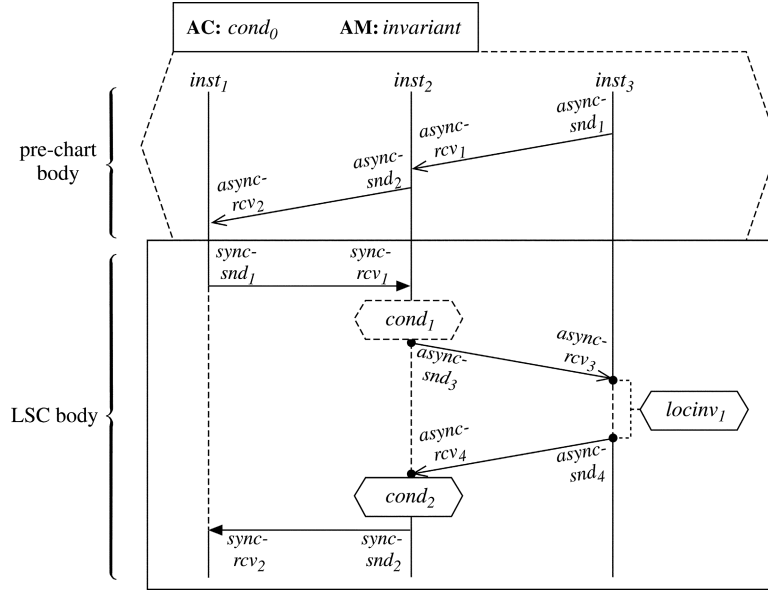 AC: cond0 AM: invariant
inst1 inst2 inst3
async-
snd1
async-
rcv1
pre-chart
body
async-
snd2
async-
rcv2
sync-
snd1
sync-
rcv1
cond1
async-
snd3
async-
rcv3
LSC body
locinv1
async-
rcv4
async-
snd4
cond2
sync-
rcv2
sync-
snd2